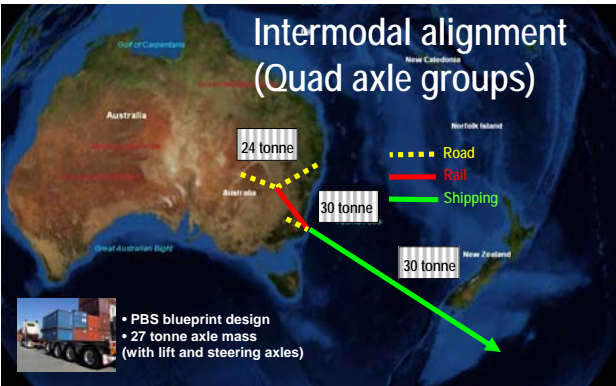 Intermodal alignment
(Quad axle groups)
Gulf of Carpentaria
New Caledonia
Australia
Norfolk Island
24 tonne
Road
Rail
Shipping
Australia
30 tonne
Great Australian Bight
New Zealand
30 tonne
• PBS blueprint design
• 27 tonne axle mass
(with lift and steering axles)